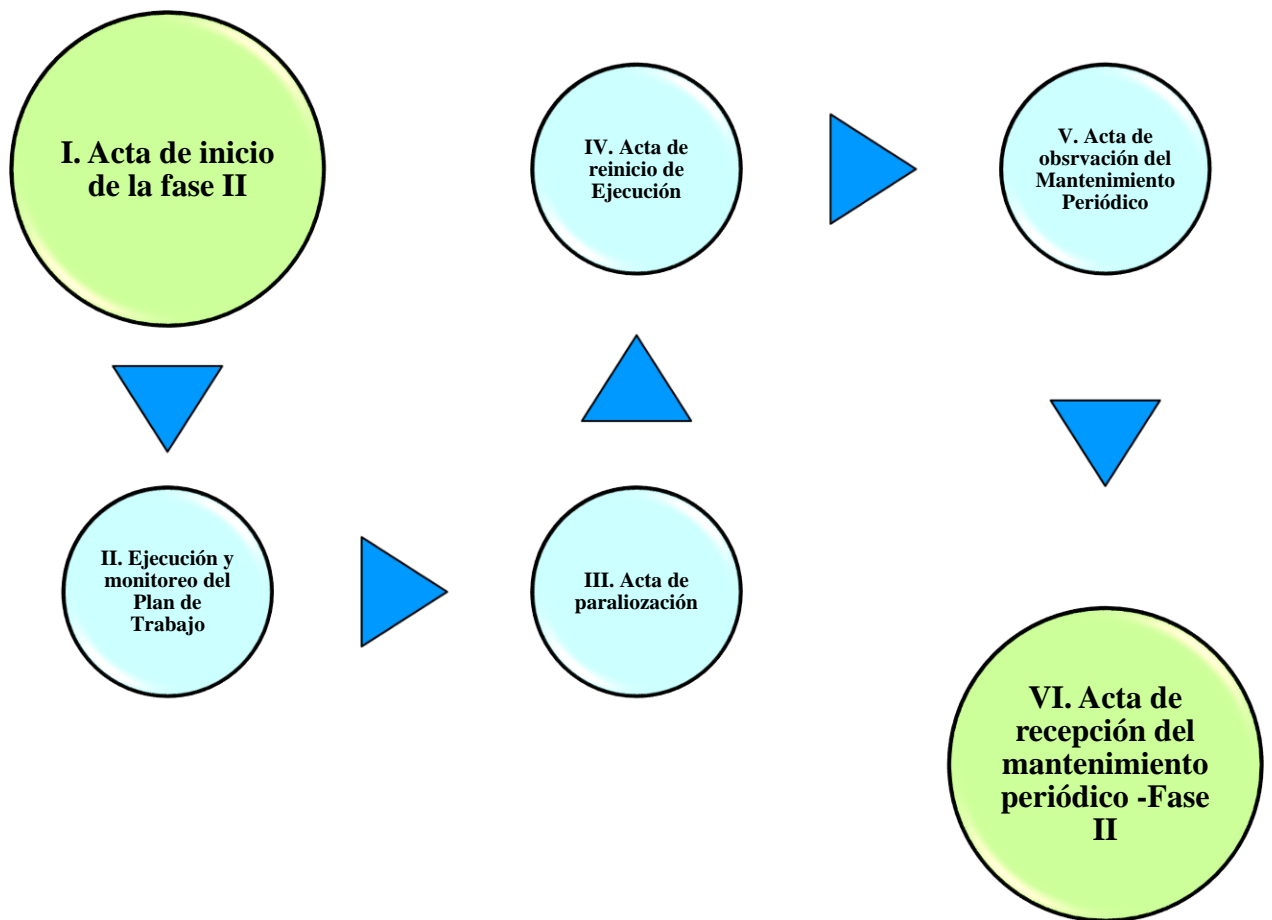 I. Acta de inicio
de la fase II
II. Ejecución y
monitoreo del
Plan de
Trabajo
III. Acta de
paraliozación
IV. Acta de
reinicio de
Ejecución
V. Acta de
obsrvación del
Mantenimiento
Periódico
VI. Acta de
recepción del
mantenimiento
periódico -Fase
II